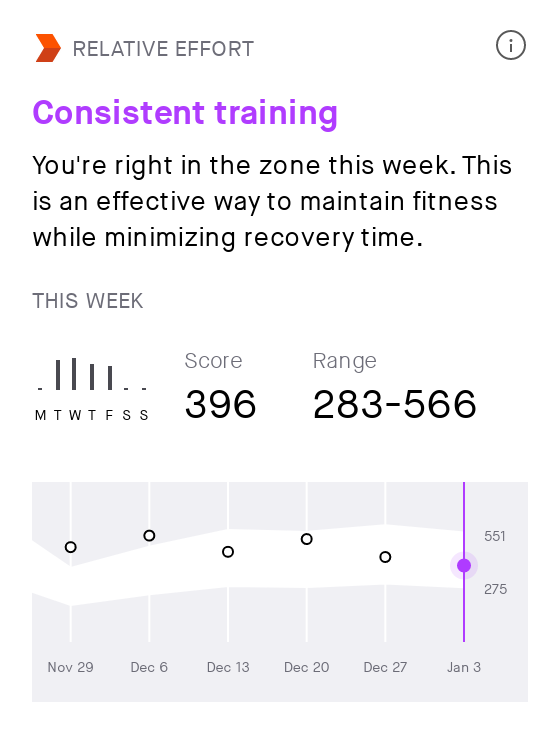 RELATIVE EFFORT
Consistent training
You're right in the zone this week. This
is an effective way to maintain fitness
while minimizing recovery time.
THIS WEEK
Score Range
396 283-566
M T W T F S S
551
275
Nov 29 Dec 6 Dec 13 Dec 20 Dec 27 Jan 3